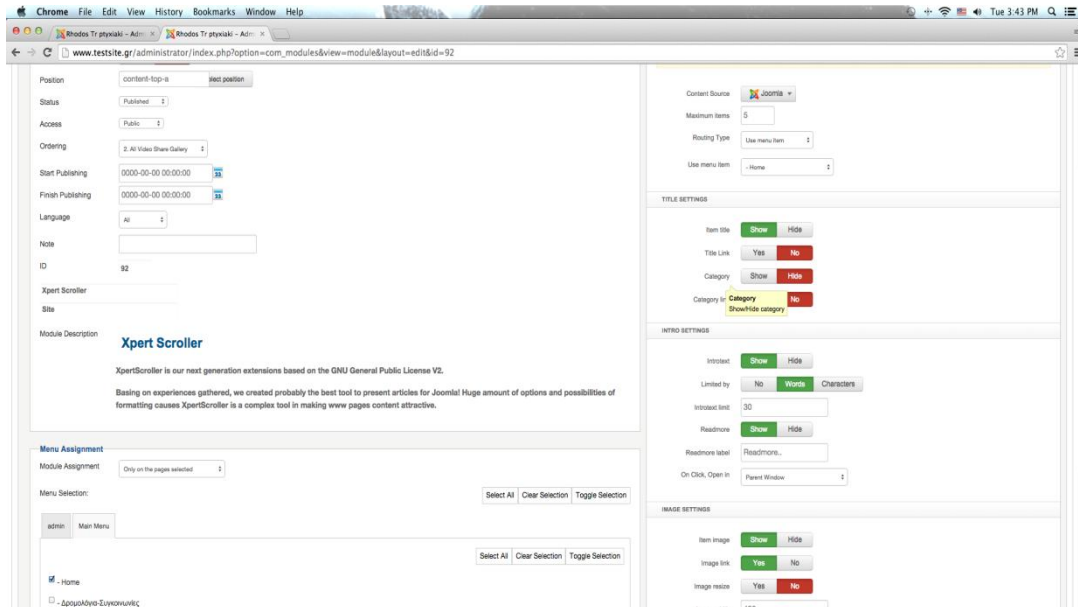 Chrome File Edit View History Bookmarks Window Help
Tue 3:43 PM
Rhodos Tr ptyxiaki – Adm
Rhodos Tr ptyxiaki – Adm
www.testsite.gr/administrator/index.php?option=com_modules&view=module&layout=edit&id=92
Position content-top-a elect position
Status Published
Access Public
Ordering 2. All Video Share Gallery
Start Publishing 0000-00-00 00:00:00 23
Finish Publishing 0000-00-00 00:00:00 23
Language All
Note
ID 92
Xpert Scroller
Site
Module Description
Xpert Scroller
XpertScroller is our next generation extensions based on the GNU General Public License V2.
Basing on experiences gathered, we created probably the best tool to present articles for Joomla! Huge amount of options and possibilities of
formatting causes XpertScroller is a complex tool in making www pages content attractive.
Menu Assignment
Module Assignment Only on the pages selected
Menu Selection:
Select All Clear Selection Toggle Selection
admin Main Menu
Select All Clear Selection Toggle Selection
- Home
- Δρομολόγια-Συγκοινωνίες
Content Source Joomla
Maximum items 5
Routing Type Use menu item
Use menu item - Home
TITLE SETTINGS
Item title Show Hide
Title Link Yes No
Category Show Hide
Category lin No
Category
Show/Hide category
INTRO SETTINGS
Introtext Show Hide
Limited by No Words Characters
Introtext limit 30
Readmore Show Hide
Readmore label Readmore..
On Click, Open in Parent Window
IMAGE SETTINGS
Item image Show Hide
Image link Yes No
Image resize Yes No